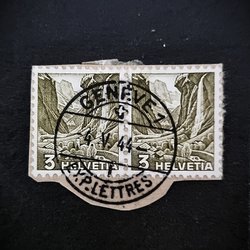 GENÈVE 1
4.V.44
EXP. LETTRES
3 HELVETIA
3 HELVETIA